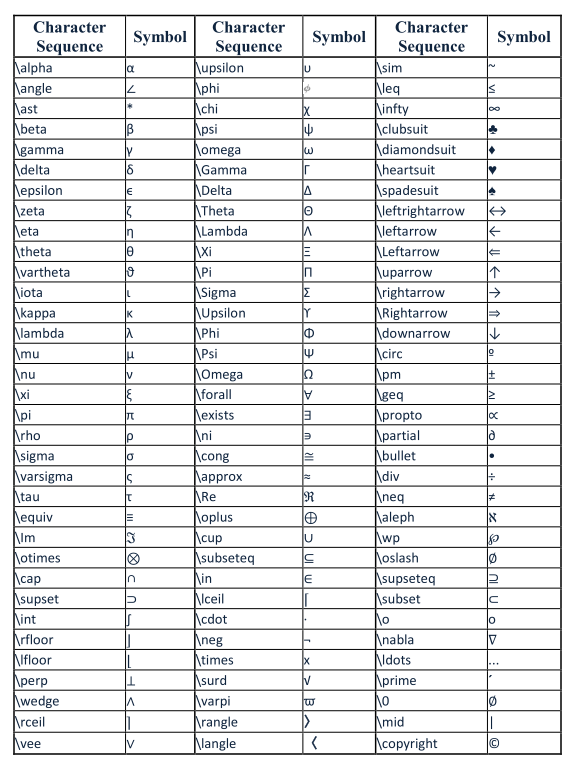 Character Sequence Symbol Character Sequence Symbol Character Sequence Symbol
\alpha α \upsilon υ \sim ~
\angle ∠ \phi ϕ \leq ≤
\ast * \chi χ \infty ∞
\beta β \psi ψ \clubsuit ♣
\gamma γ \omega ω \diamondsuit ♦
\delta δ \Gamma Γ \heartsuit ♥
\epsilon ϵ \Delta Δ \spadesuit ♠
\zeta ζ \Theta Θ \leftrightarrow ↔
\eta η \Lambda Λ \leftarrow ←
\theta θ \Xi Ξ \Leftarrow ⇐
\vartheta ϑ \Pi Π \uparrow ↑
\iota ι \Sigma Σ \rightarrow →
\kappa κ \Upsilon ϒ \Rightarrow ⇒
\lambda λ \Phi Φ \downarrow ↓
\mu μ \Psi Ψ \circ º
\nu ν \Omega Ω \pm ±
\xi ξ \forall ∀ \geq ≥
\pi π \exists ∃ \propto ∝
\rho ρ \ni ∍ \partial ∂
\sigma σ \cong ≅ \bullet •
\varsigma ς \approx ≈ \div ÷
\tau τ \Re ℜ \neq ≠
\equiv ≡ \oplus ⊕ \aleph ℵ
\Im ℑ \cup ∪ \wp ℘
\otimes ⊗ \subseteq ⊆ \oslash ∅
\cap ∩ \in ∈ \supseteq ⊇
\supset ⊃ \lceil ⌈ \subset ⊂
\int ∫ \cdot · \o ο
\rfloor ⌋ \neg ¬ \nabla ∇
\lfloor ⌊ \times x \ldots ...
\perp ⊥ \surd √ \prime ´
\wedge ∧ \varpi ϖ \0 ∅
\rceil ⌉ \rangle 〉 \mid |
\vee ∨ \langle 〈 \copyright ©